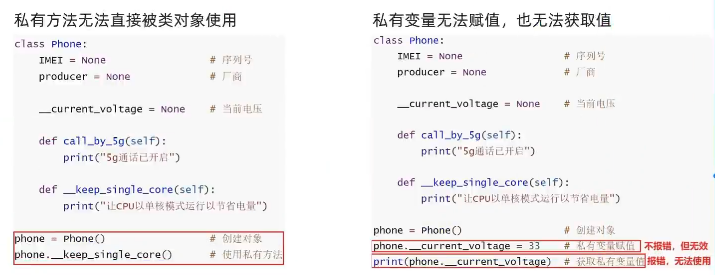 私有方法无法直接被类对象使用
class Phone:
    IMEI = None # 序列号
    producer = None # 厂商
    __current_voltage = None # 当前电压
    def call_by_5g(self):
        print("5g通话已开启")
    def __keep_single_core(self):
        print("让CPU以单核模式运行以节省电量")
phone = Phone() # 创建对象
phone.__keep_single_core() # 使用私有方法
私有变量无法赋值，也无法获取值
class Phone:
    IMEI = None # 序列号
    producer = None # 厂商
    __current_voltage = None # 当前电压
    def call_by_5g(self):
        print("5g通话已开启")
    def __keep_single_core(self):
        print("让CPU以单核模式运行以节省电量")
phone = Phone() # 创建对象
phone.__current_voltage = 33 # 私有变量赋值 不报错，但无效
print(phone.__current_voltage) # 获取私有变量值 报错，无法使用